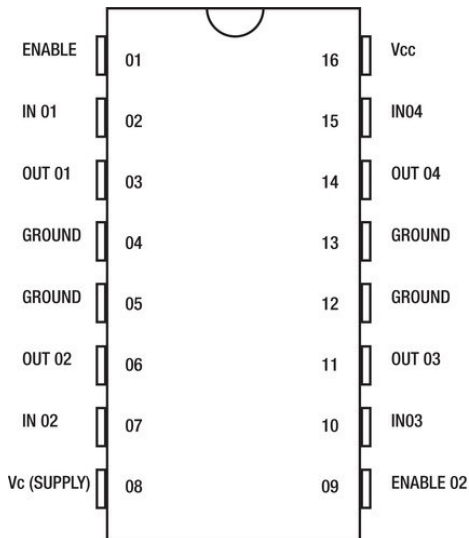 ENABLE 01 16 Vcc
IN 01 02 15 IN04
OUT 01 03 14 OUT 04
GROUND 04 13 GROUND
GROUND 05 12 GROUND
OUT 02 06 11 OUT 03
IN 02 07 10 IN03
Vc (SUPPLY) 08 09 ENABLE 02